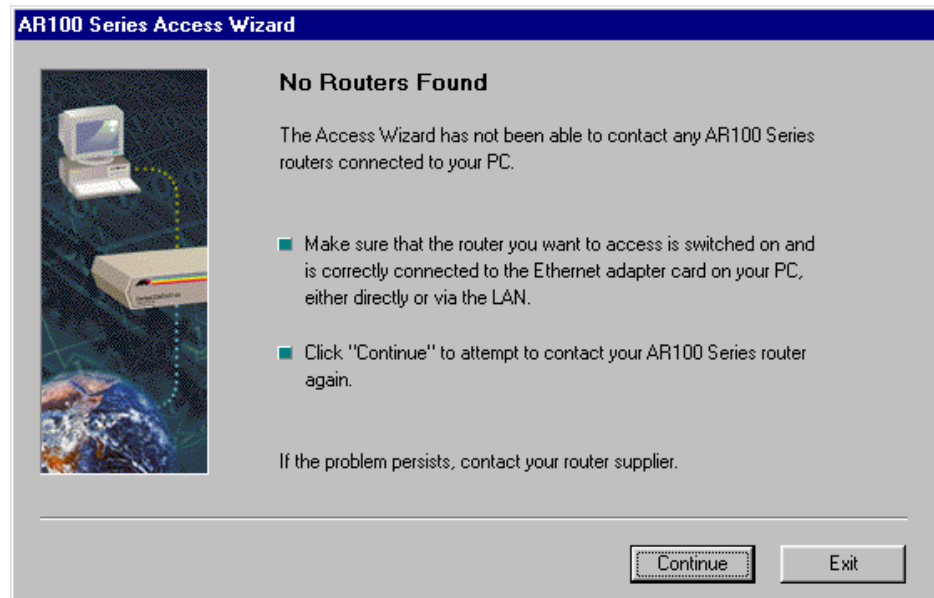 AR100 Series Access Wizard
No Routers Found
The Access Wizard has not been able to contact any AR100 Series
routers connected to your PC.
Make sure that the router you want to access is switched on and
is correctly connected to the Ethernet adapter card on your PC,
either directly or via the LAN.
Click "Continue" to attempt to contact your AR100 Series router
again.
If the problem persists, contact your router supplier.
Continue
Exit